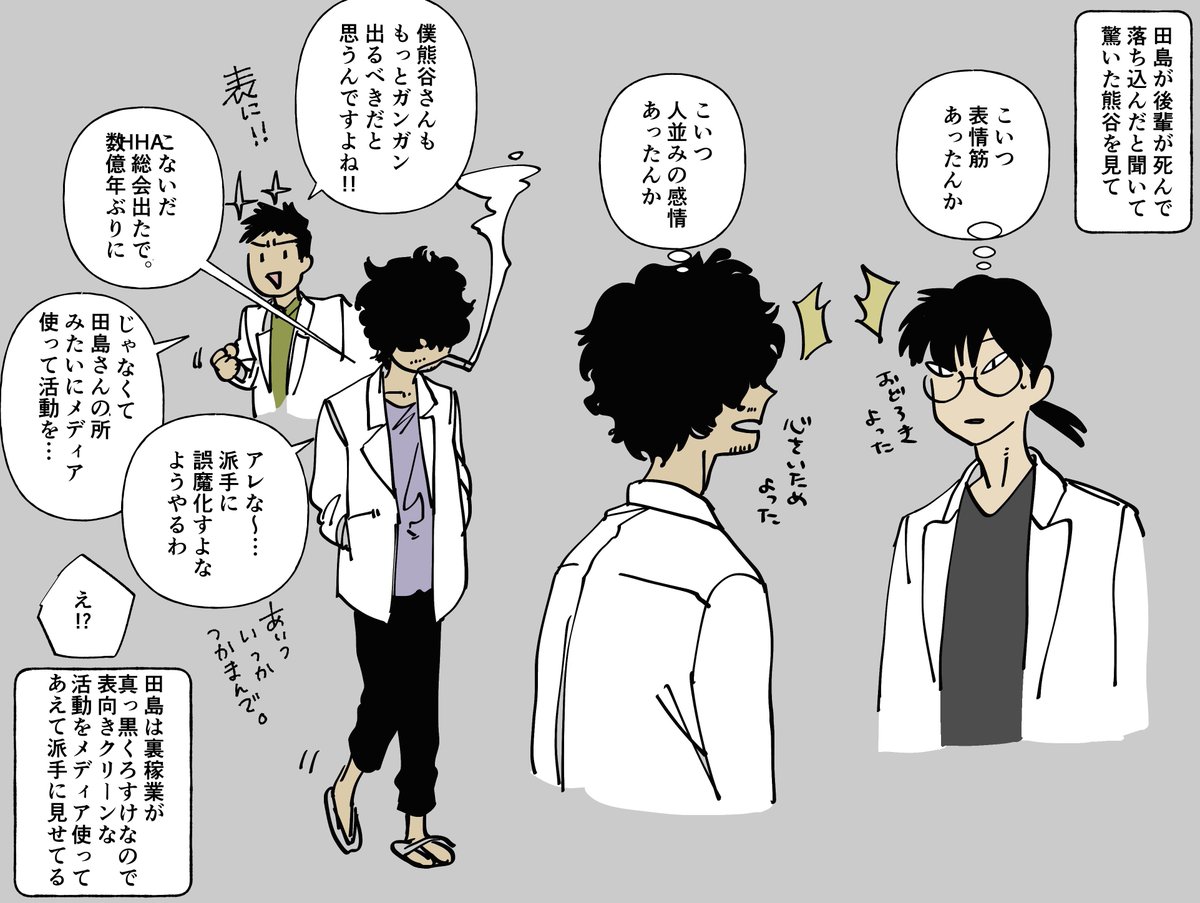 田島が後輩が死んで
落ち込んだと聞いて
驚いた熊谷を見て
こいつ
表情筋
あったんか
おどろき
よった
こいつ
人並みの感情
あったんか
心をいため
よった
僕熊谷さんも
もっとガンガン
出るべきだと
思うんですよね!!
表に!!
こないだ
HHA総会出たで。
数億年ぶりに
じゃなくて
田島さんの所
みたいにメディア
使って活動を…
アレな〜…
派手に
誤魔化すよな
ようやるわ
あいつ
いつか
つかまんで。
え!?
田島は裏稼業が
真っ黒くろすけなので
表向きクリーンな
活動をメディア使って
あえて派手に見せてる